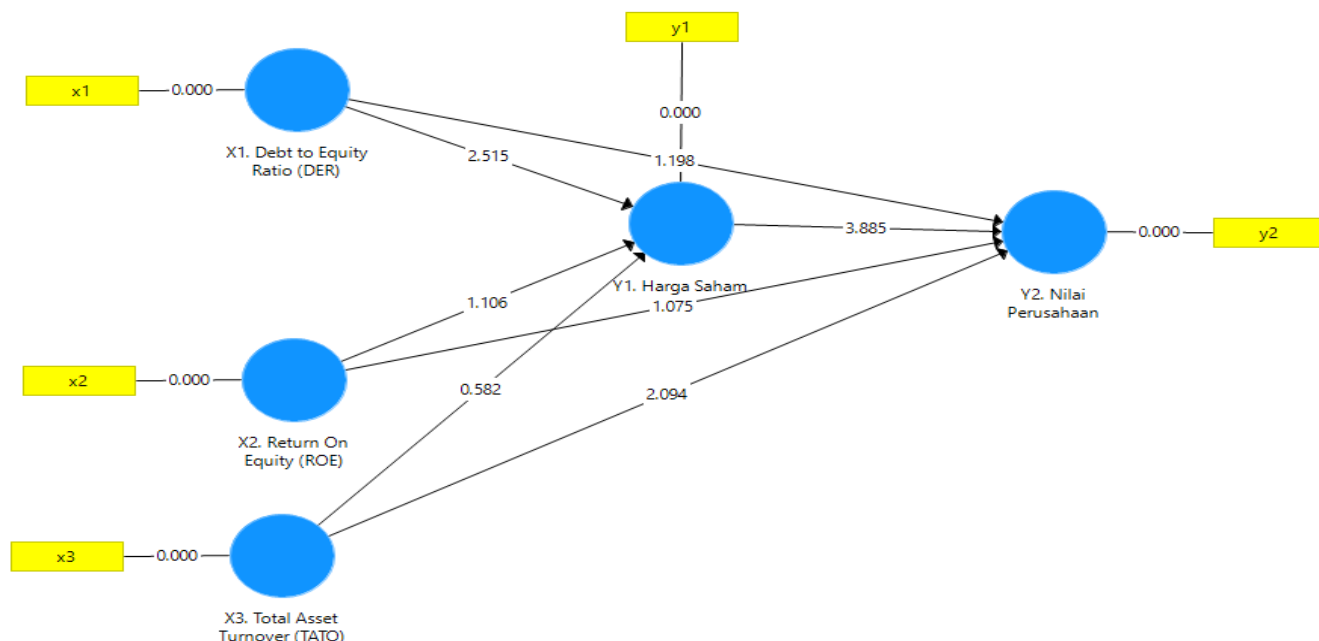 y1
x1
0.000
0.000
X1. Debt to Equity
Ratio (DER)
2.515
1.198
3.885
0.000
y2
Y1. Harga Saham
Y2. Nilai
Perusahaan
1.106
1.075
x2
0.000
0.582
2.094
X2. Return On
Equity (ROE)
x3
0.000
X3. Total Asset
Turnover (TATO)